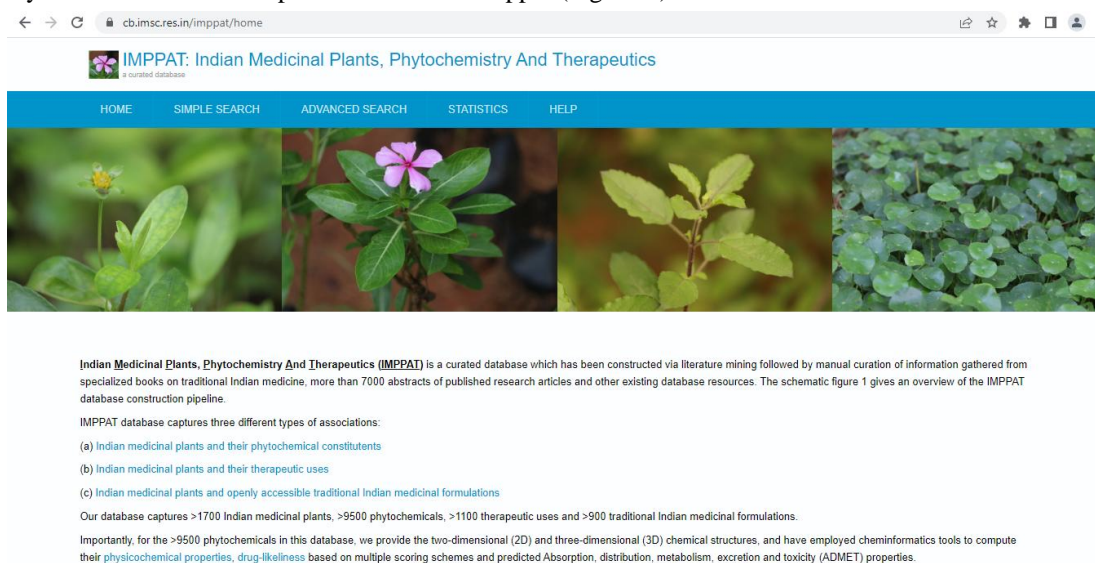 cb.imsc.res.in/imppat/home
IMPPAT: Indian Medicinal Plants, Phytochemistry And Therapeutics
a curated database
HOME SIMPLE SEARCH ADVANCED SEARCH STATISTICS HELP
Indian Medicinal Plants, Phytochemistry And Therapeutics (IMPPAT) is a curated database which has been constructed via literature mining followed by manual curation of information gathered from
specialized books on traditional Indian medicine, more than 7000 abstracts of published research articles and other existing database resources. The schematic figure 1 gives an overview of the IMPPAT
database construction pipeline.
IMPPAT database captures three different types of associations:
(a) Indian medicinal plants and their phytochemical constitutents
(b) Indian medicinal plants and their therapeutic uses
(c) Indian medicinal plants and openly accessible traditional Indian medicinal formulations
Our database captures >1700 Indian medicinal plants, >9500 phytochemicals, >1100 therapeutic uses and >900 traditional Indian medicinal formulations.
Importantly, for the >9500 phytochemicals in this database, we provide the two-dimensional (2D) and three-dimensional (3D) chemical structures, and have employed cheminformatics tools to compute
their physicochemical properties, drug-likeliness based on multiple scoring schemes and predicted Absorption, distribution, metabolism, excretion and toxicity (ADMET) properties.